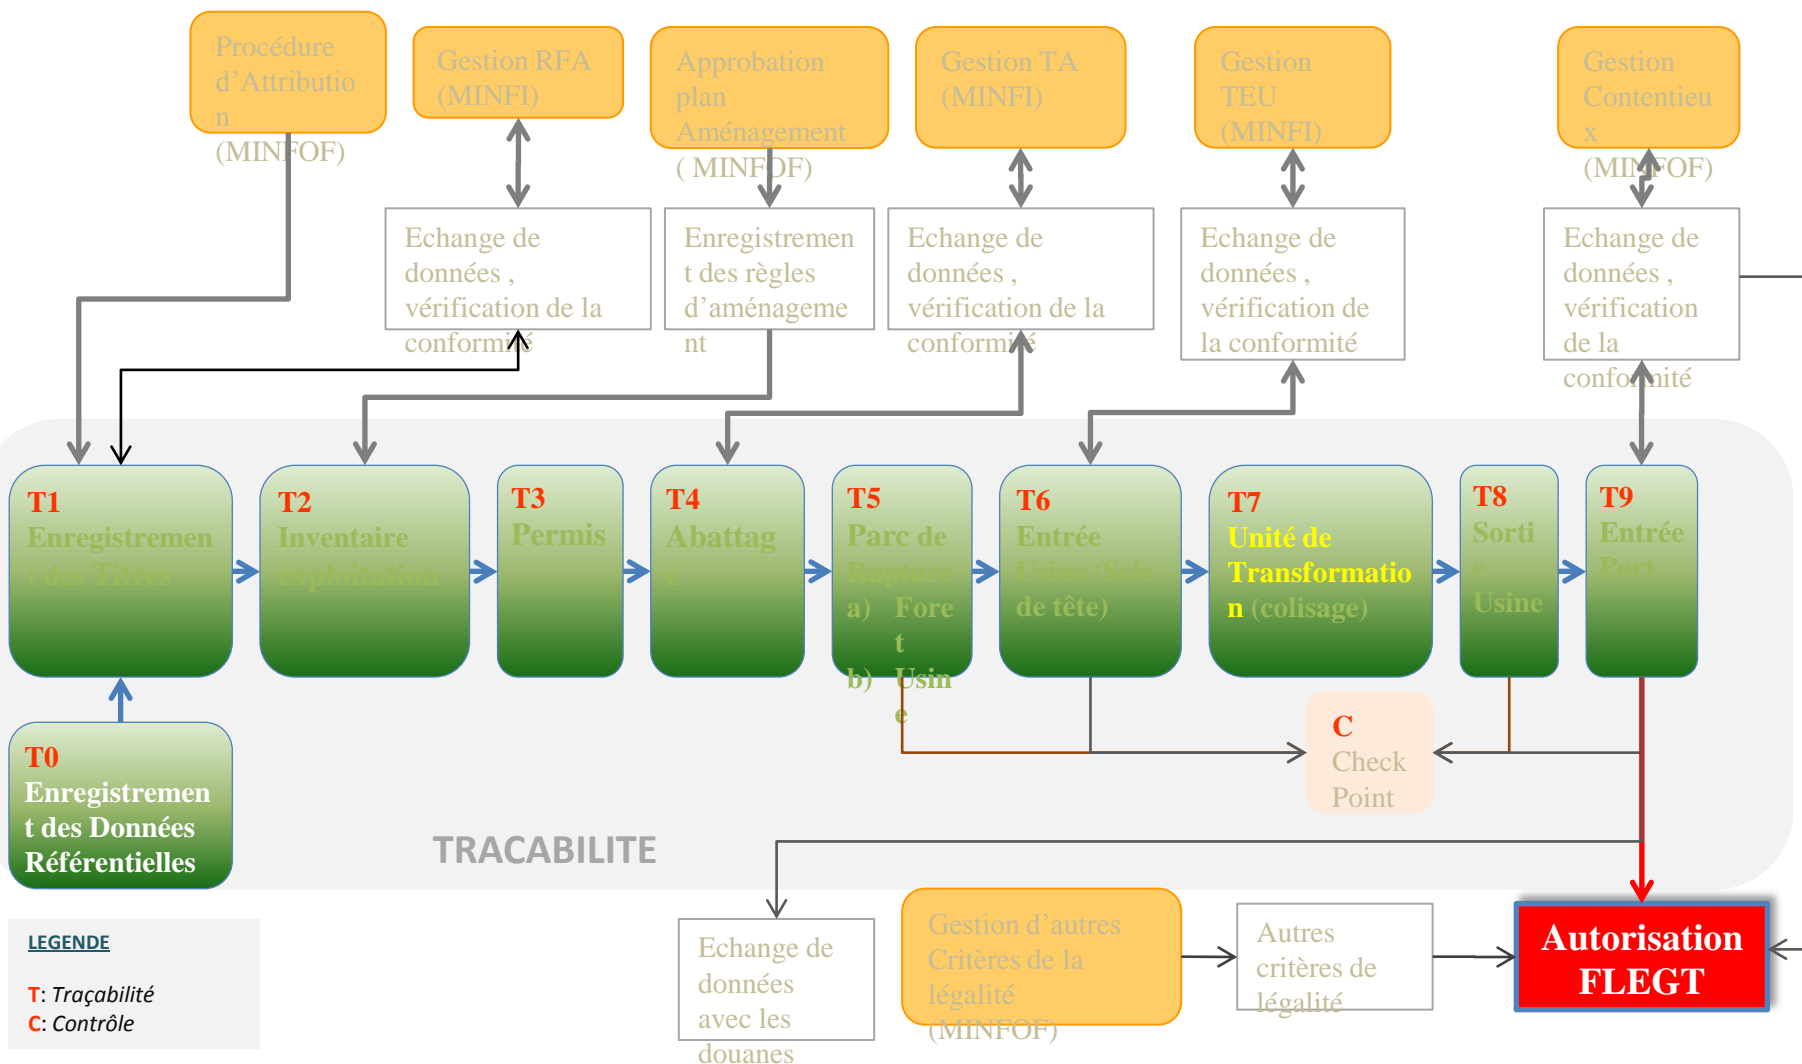 Procédure
d’Attributio
n
(MINFOF)
Gestion RFA
(MINFI)
Approbation
plan
Aménagement
( MINFOF)
Gestion TA
(MINFI)
Gestion
TEU
(MINFI)
Gestion
Contentieu
x
(MINFOF)
Echange de
données ,
vérification de la
conformité
Enregistremen
t des règles
d’aménageme
nt
Echange de
données ,
vérification de la
conformité
Echange de
données ,
vérification de
la conformité
Echange de
données ,
vérification
de la
conformité
T1
Enregistremen
t des Titres
T2
Inventaire
exploitation
T3
Permis
T4
Abattag
e
T5
Parc de
Rupture
a) Fore
t
b) Usin
e
T6
Entrée
Usine (Scie
de tête)
T7
Unité de
Transformatio
n (colisage)
T8
Sorti
e
Usine
T9
Entrée
Port
T0
Enregistremen
t des Données
Référentielles
C
Check
Point
TRACABILITE
LEGENDE
T: Traçabilité
C: Contrôle
Echange de
données
avec les
douanes
Gestion d’autres
Critères de la
légalité
(MINFOF)
Autres
critères de
légalité
Autorisation
FLEGT